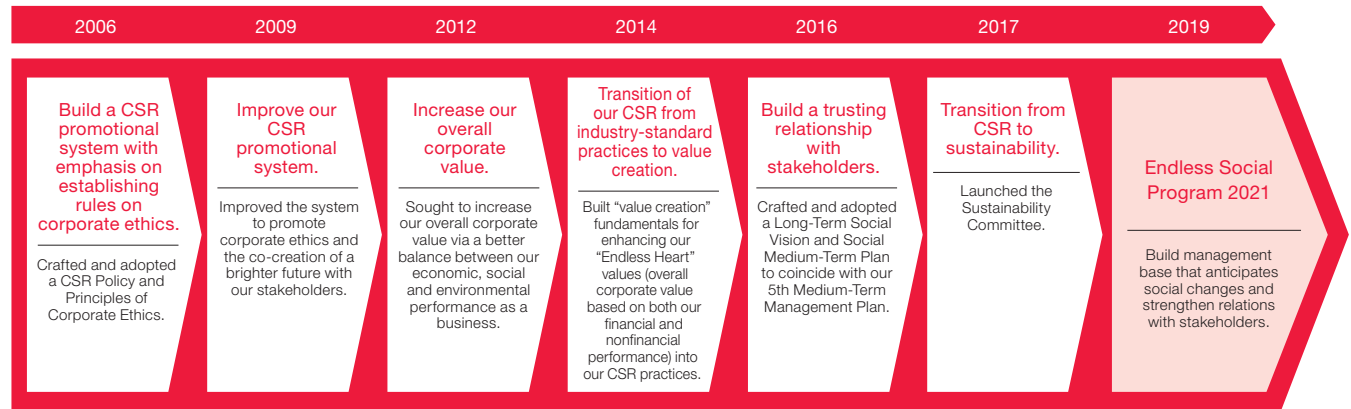 2006
2009
2012
2014
2016
2017
2019
Build a CSR
promotional
system with
emphasis on
establishing
rules on
corporate ethics.
Crafted and adopted
a CSR Policy and
Principles of
Corporate Ethics.
Improve our
CSR
promotional
system.
Improved the system
to promote
corporate ethics and
the co-creation of a
brighter future with
our stakeholders.
Increase our
overall
corporate
value.
Sought to increase
our overall corporate
value via a better
balance between our
economic, social
and environmental
performance as a
business.
Transition of
our CSR from
industry-standard
practices to value
creation.
Built “value creation”
fundamentals for
enhancing our
“Endless Heart”
values (overall
corporate value
based on both our
financial and
nonfinancial
performance) into
our CSR practices.
Build a trusting
relationship
with
stakeholders.
Crafted and adopted
a Long-Term Social
Vision and Social
Medium-Term Plan
to coincide with our
5th Medium-Term
Management Plan.
Transition from
CSR to
sustainability.
Launched the
Sustainability
Committee.
Endless Social
Program 2021
Build management
base that anticipates
social changes and
strengthen relations
with stakeholders.